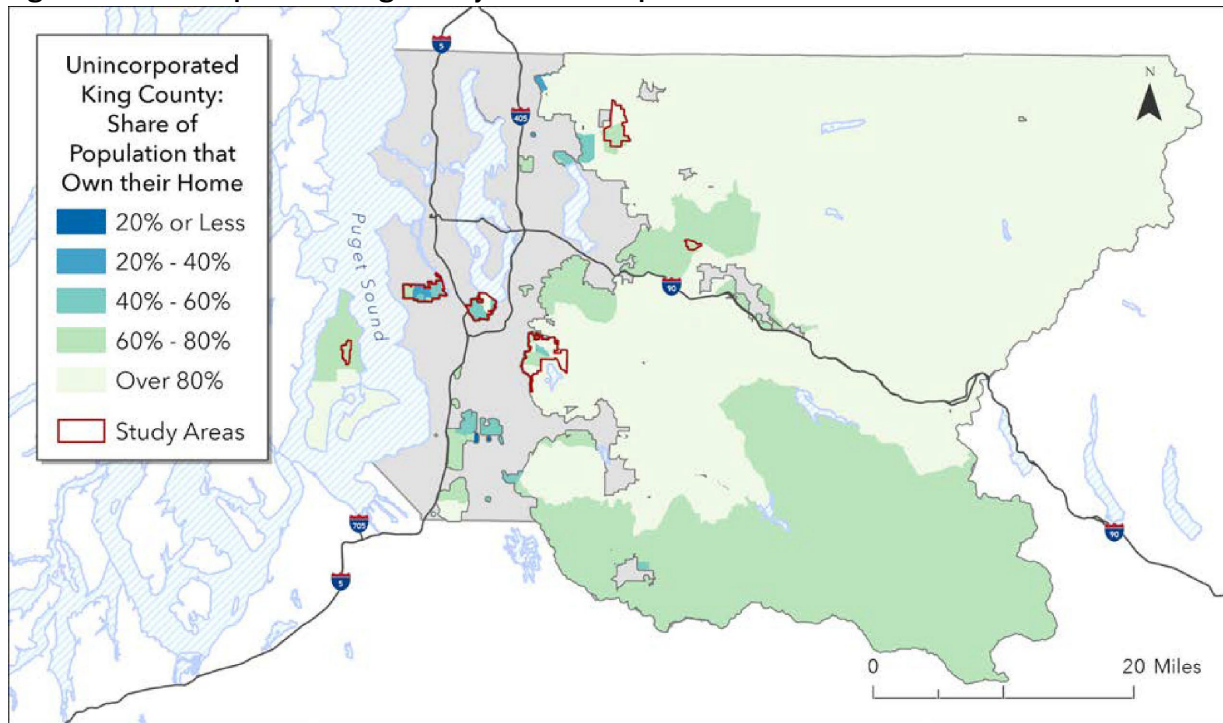 Unincorporated
King County:
Share of
Population that
Own their Home
20% or Less
20% - 40%
40% - 60%
60% - 80%
Over 80%
Study Areas
5
405
N
Puget Sound
90
705
5
90
0
20 Miles